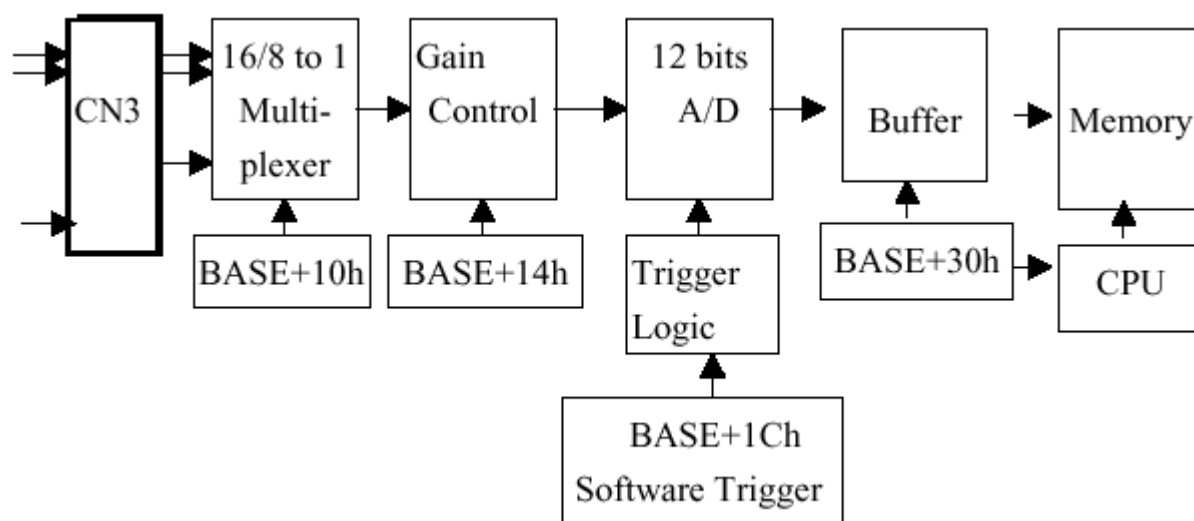 CN3
16/8 to 1
Multi-
plexer
Gain
Control
12 bits
A/D
Buffer
Memory
BASE+10h
BASE+14h
Trigger
Logic
BASE+30h
CPU
BASE+1Ch
Software Trigger